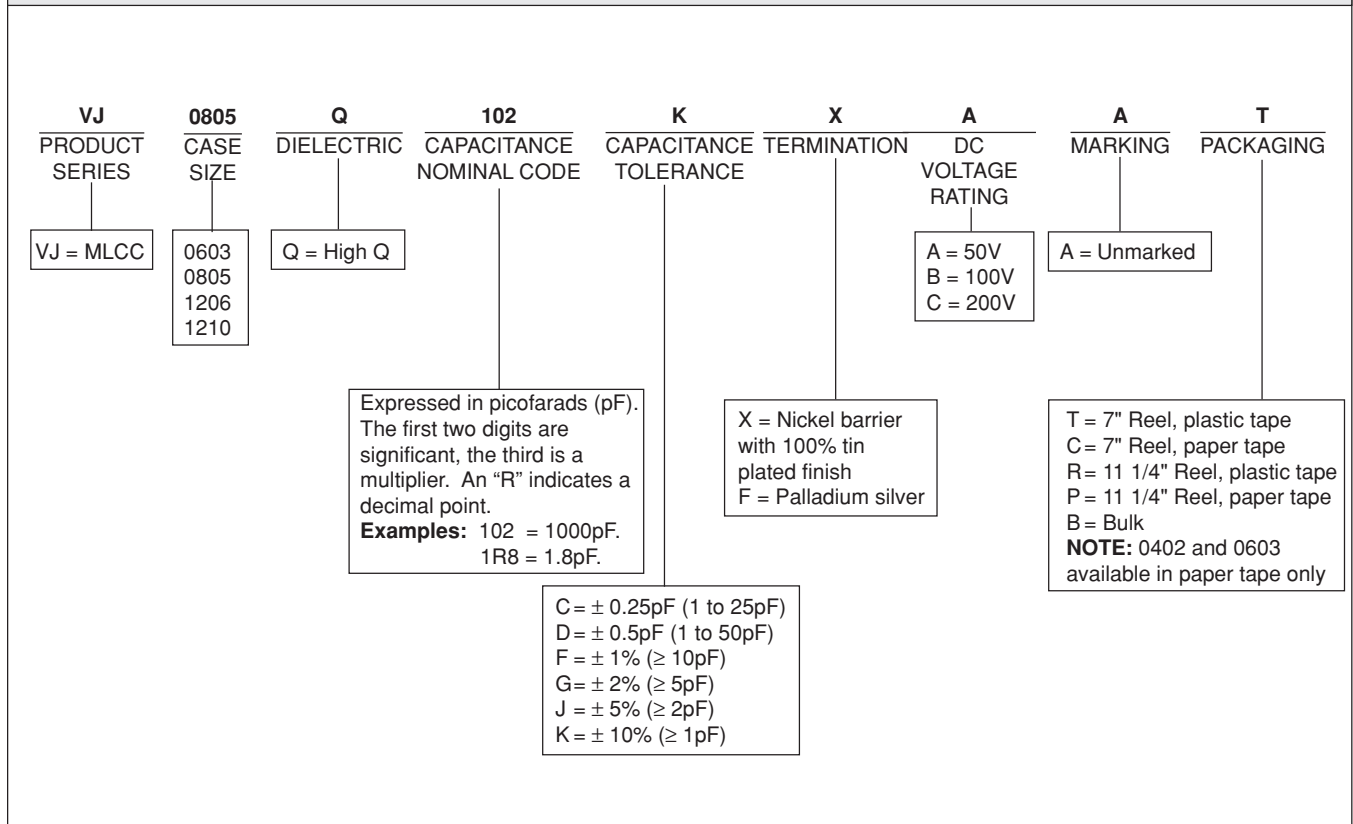 VJ 0805 Q 102 K X A A T
PRODUCT SERIES
CASE SIZE
DIELECTRIC
CAPACITANCE NOMINAL CODE
CAPACITANCE TOLERANCE
TERMINATION
DC VOLTAGE RATING
MARKING
PACKAGING
VJ = MLCC
0603
0805
1206
1210
Q = High Q
A = 50V
B = 100V
C = 200V
A = Unmarked
Expressed in picofarads (pF).
The first two digits are
significant, the third is a
multiplier. An “R” indicates a
decimal point.
Examples: 102 = 1000pF.
1R8 = 1.8pF.
X = Nickel barrier
with 100% tin
plated finish
F = Palladium silver
T = 7" Reel, plastic tape
C = 7" Reel, paper tape
R = 11 1/4" Reel, plastic tape
P = 11 1/4" Reel, paper tape
B = Bulk
NOTE: 0402 and 0603
available in paper tape only
C = ± 0.25pF (1 to 25pF)
D = ± 0.5pF (1 to 50pF)
F = ± 1% (≥ 10pF)
G = ± 2% (≥ 5pF)
J = ± 5% (≥ 2pF)
K = ± 10% (≥ 1pF)